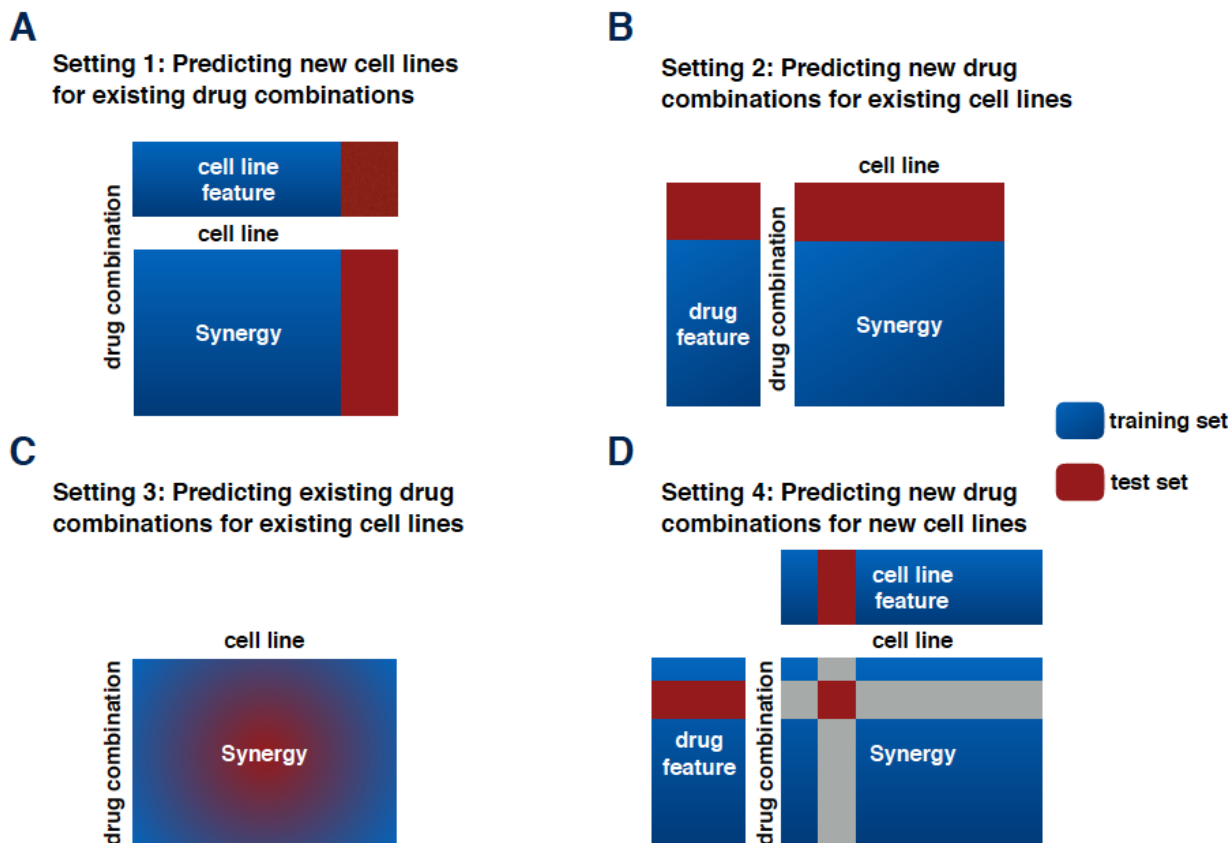 A
Setting 1: Predicting new cell lines
for existing drug combinations
cell line
feature
cell line
drug combination
Synergy
B
Setting 2: Predicting new drug
combinations for existing cell lines
cell line
drug
feature
drug combination
Synergy
training set
test set
C
Setting 3: Predicting existing drug
combinations for existing cell lines
cell line
drug combination
Synergy
D
Setting 4: Predicting new drug
combinations for new cell lines
cell line
feature
cell line
drug
feature
drug combination
Synergy